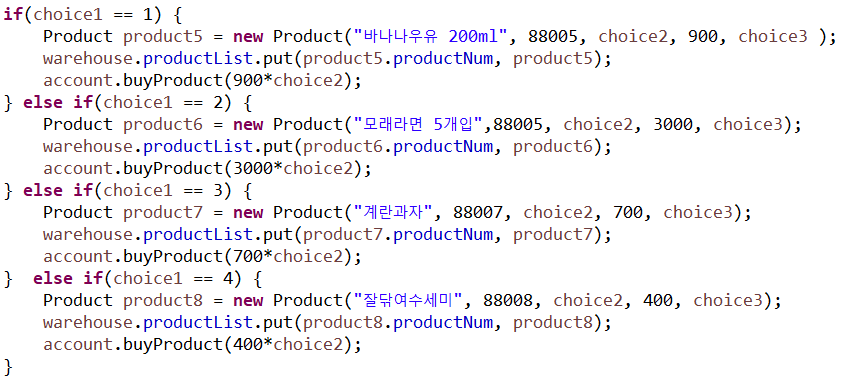 if(choice1 == 1) {
    Product product5 = new Product("바나나우유 200ml", 88005, choice2, 900, choice3 );
    warehouse.productList.put(product5.productNum, product5);
    account.buyProduct(900*choice2);
} else if(choice1 == 2) {
    Product product6 = new Product("모래라면 5개입",88005, choice2, 3000, choice3);
    warehouse.productList.put(product6.productNum, product6);
    account.buyProduct(3000*choice2);
} else if(choice1 == 3) {
    Product product7 = new Product("계란과자", 88007, choice2, 700, choice3);
    warehouse.productList.put(product7.productNum, product7);
    account.buyProduct(700*choice2);
}  else if(choice1 == 4) {
    Product product8 = new Product("잘닦여수세미", 88008, choice2, 400, choice3);
    warehouse.productList.put(product8.productNum, product8);
    account.buyProduct(400*choice2);
}